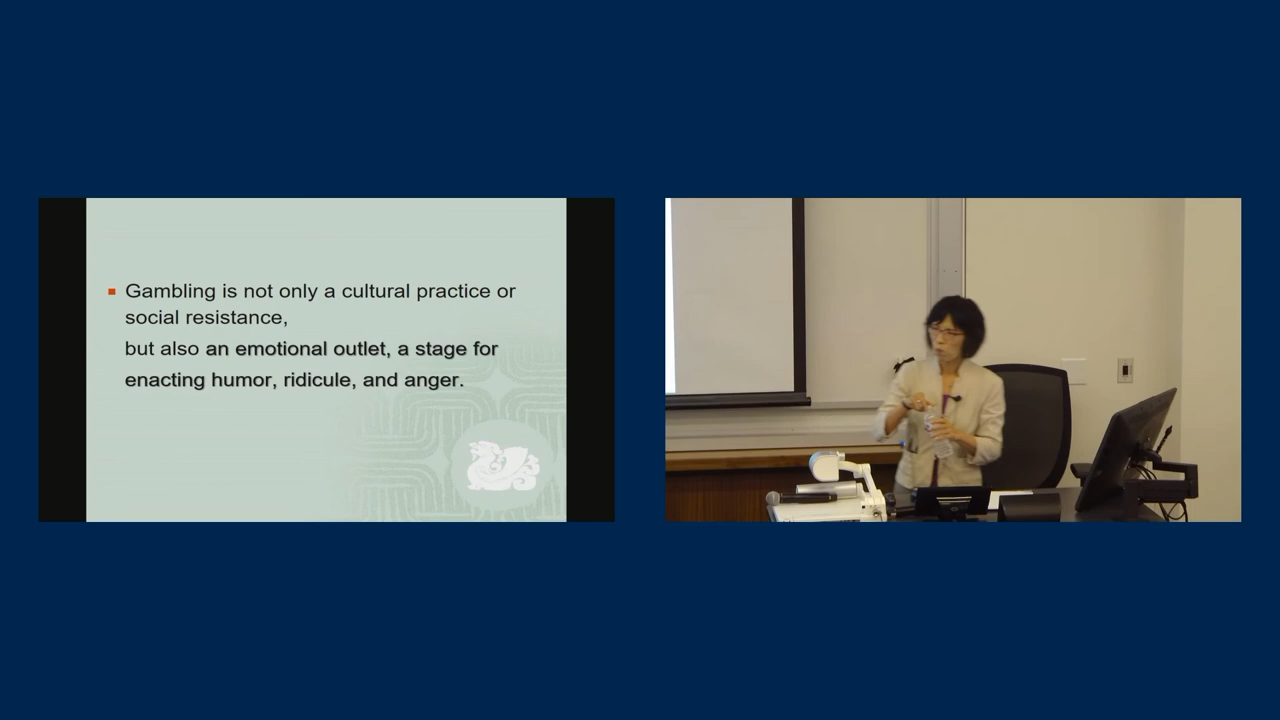 Gambling is not only a cultural practice or
social resistance,
but also an emotional outlet, a stage for
enacting humor, ridicule, and anger.